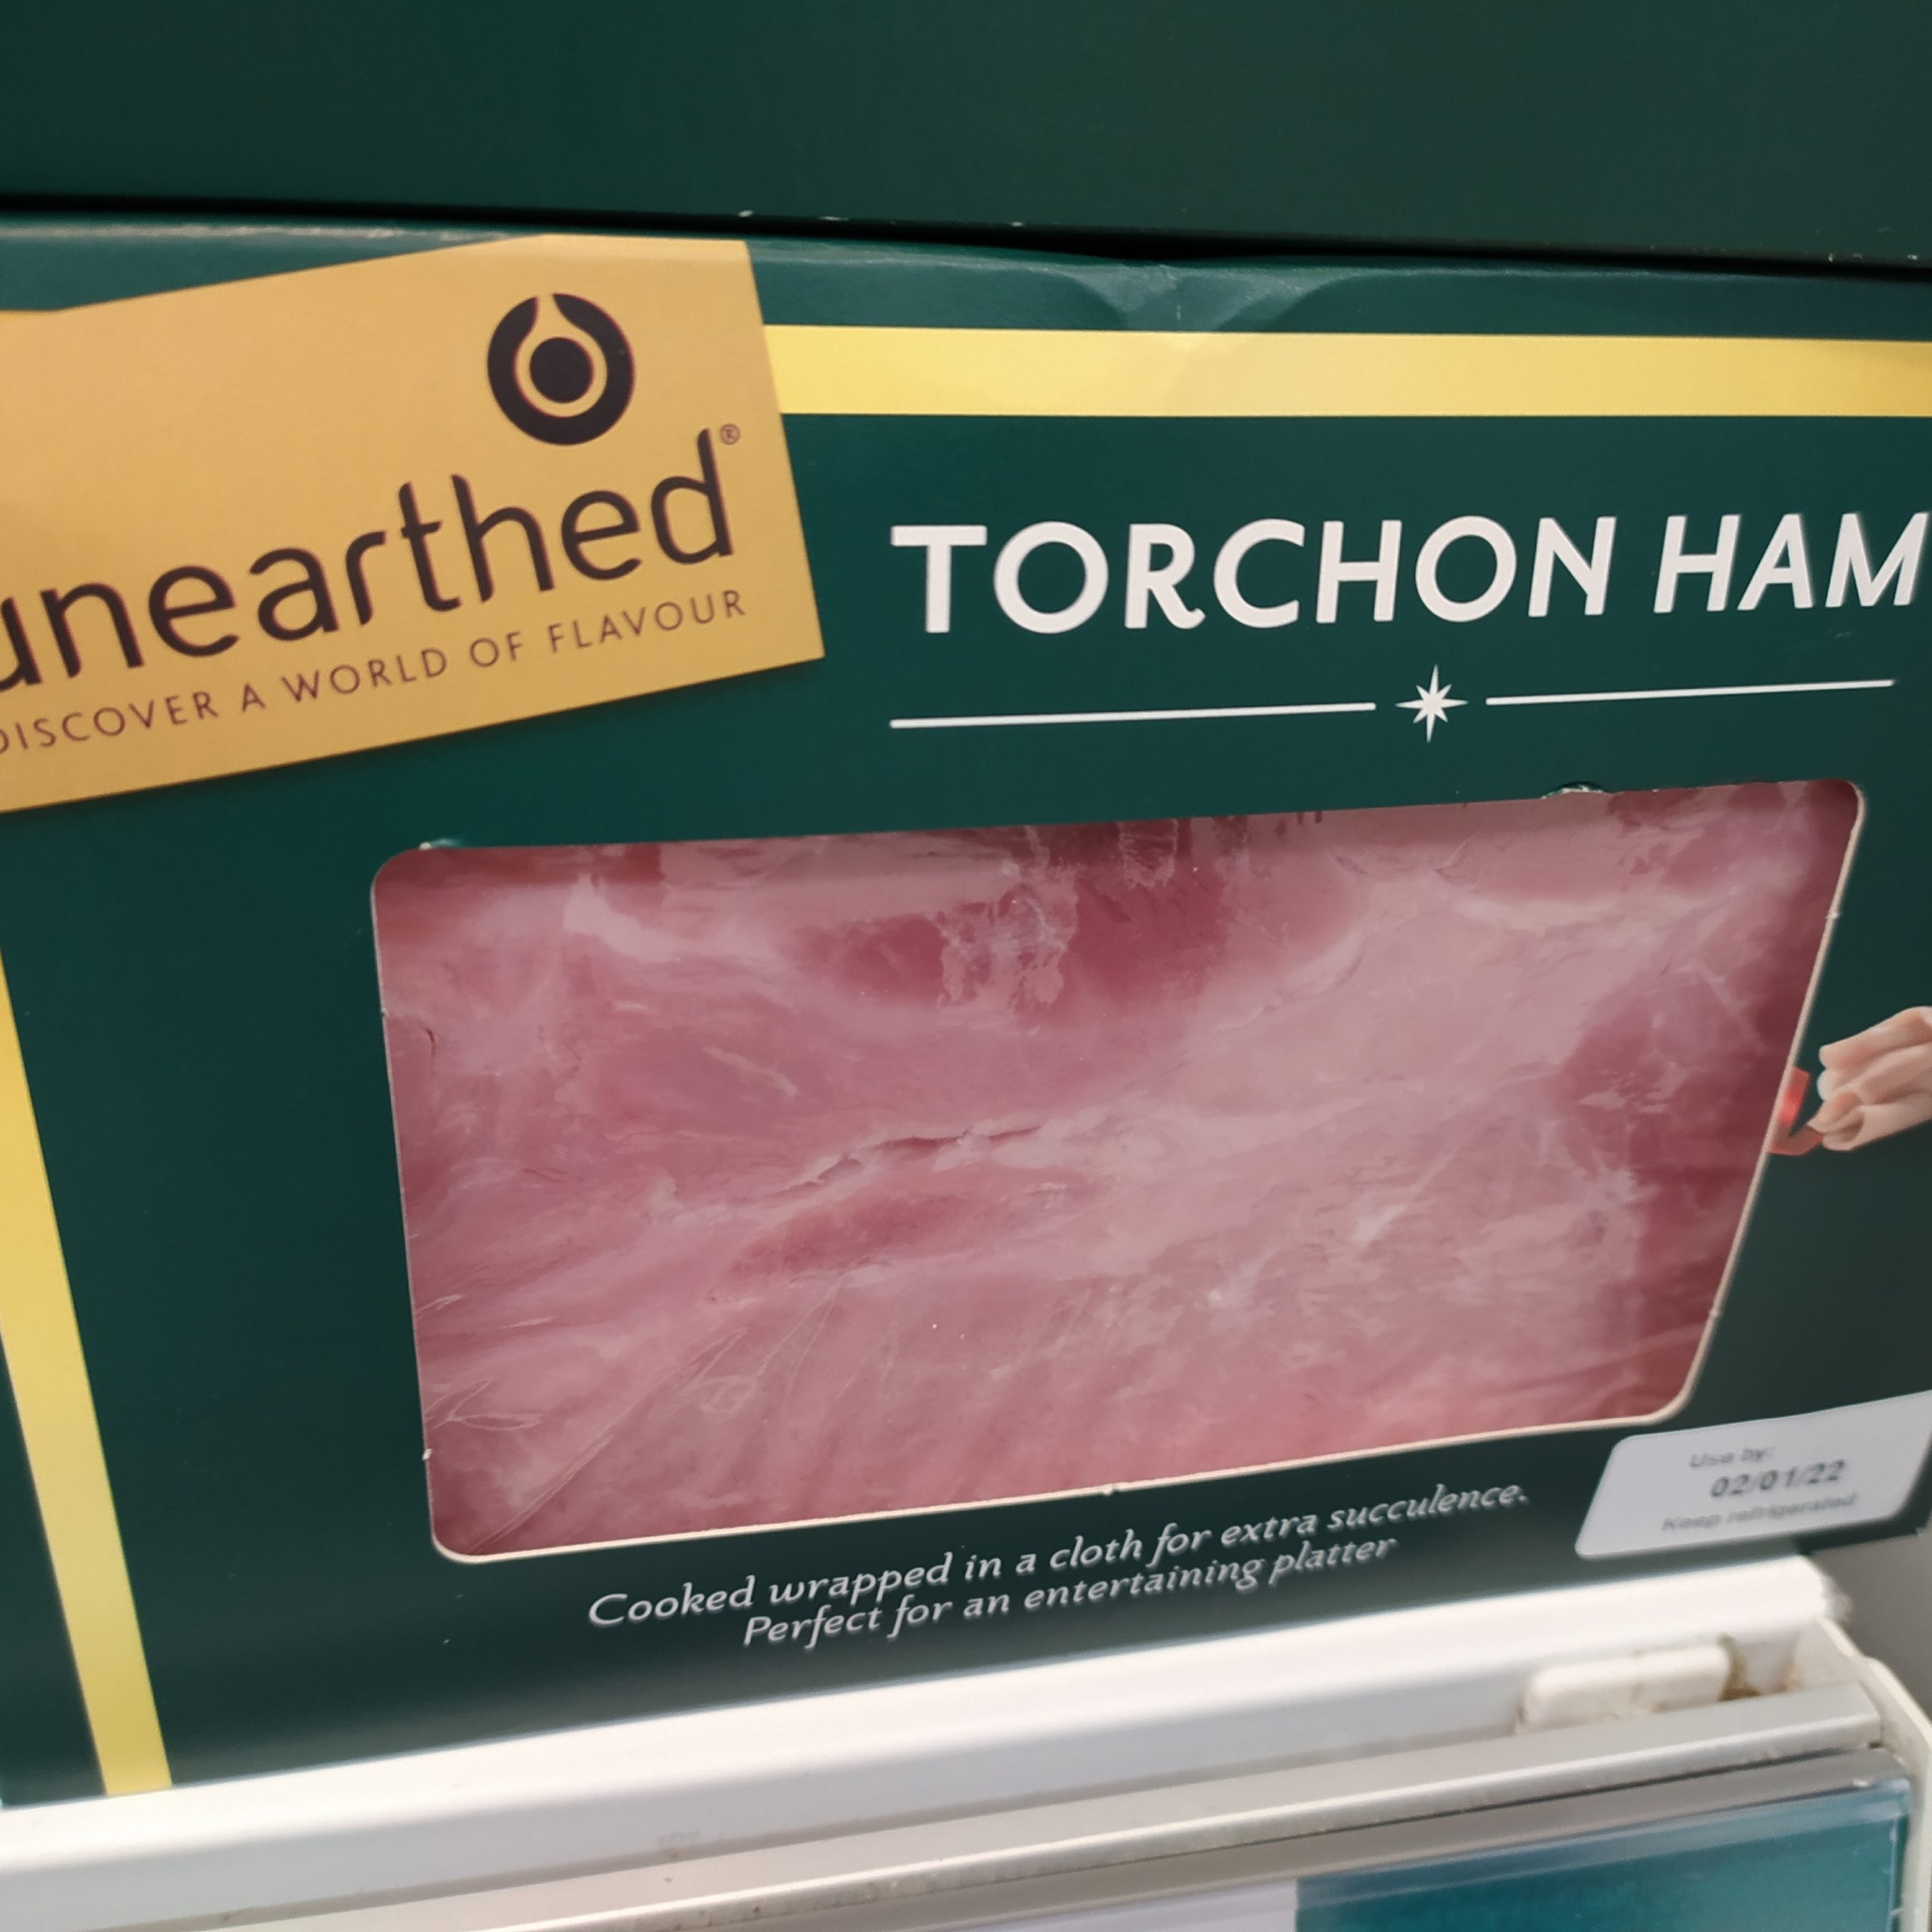 unearthed®
DISCOVER A WORLD OF FLAVOUR
TORCHON HAM
Cooked wrapped in a cloth for extra succulence.
Perfect for an entertaining platter
Use by:
02/01/22
Keep refrigerated